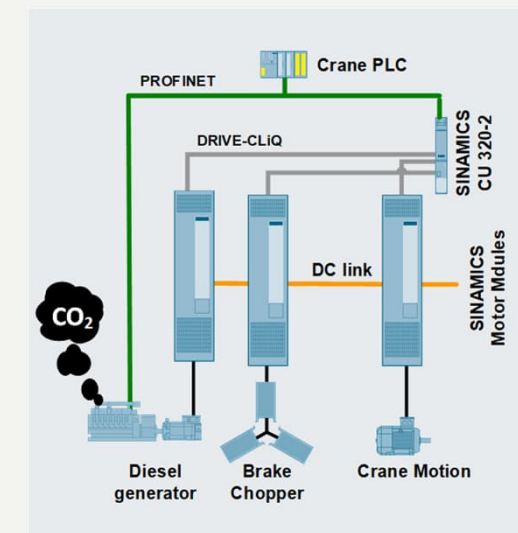 Crane PLC
PROFINET
DRIVE-CLiQ
SINAMICS
CU 320-2
DC link
SINAMICS
Motor Mdules
CO₂
Diesel
generator
Brake
Chopper
Crane Motion